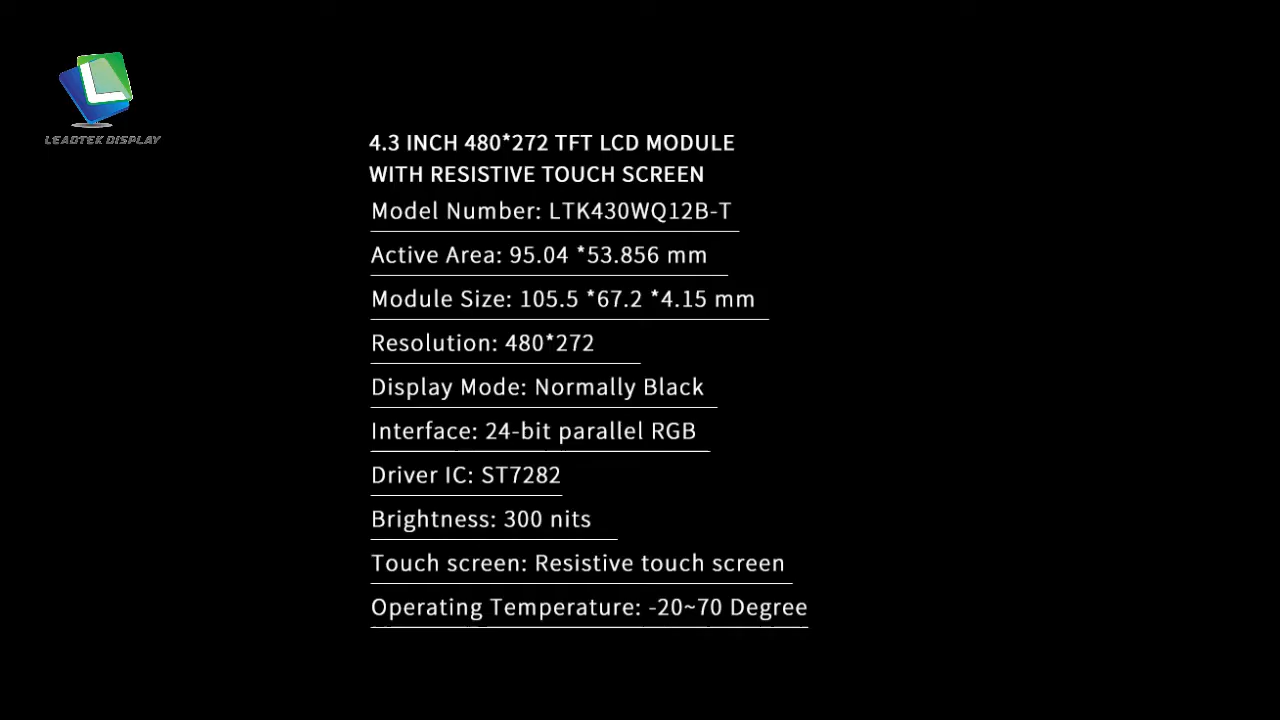 LEADTEK DISPLAY
4.3 INCH 480*272 TFT LCD MODULE
WITH RESISTIVE TOUCH SCREEN
Model Number: LTK430WQ12B-T
Active Area: 95.04 *53.856 mm
Module Size: 105.5 *67.2 *4.15 mm
Resolution: 480*272
Display Mode: Normally Black
Interface: 24-bit parallel RGB
Driver IC: ST7282
Brightness: 300 nits
Touch screen: Resistive touch screen
Operating Temperature: -20~70 Degree